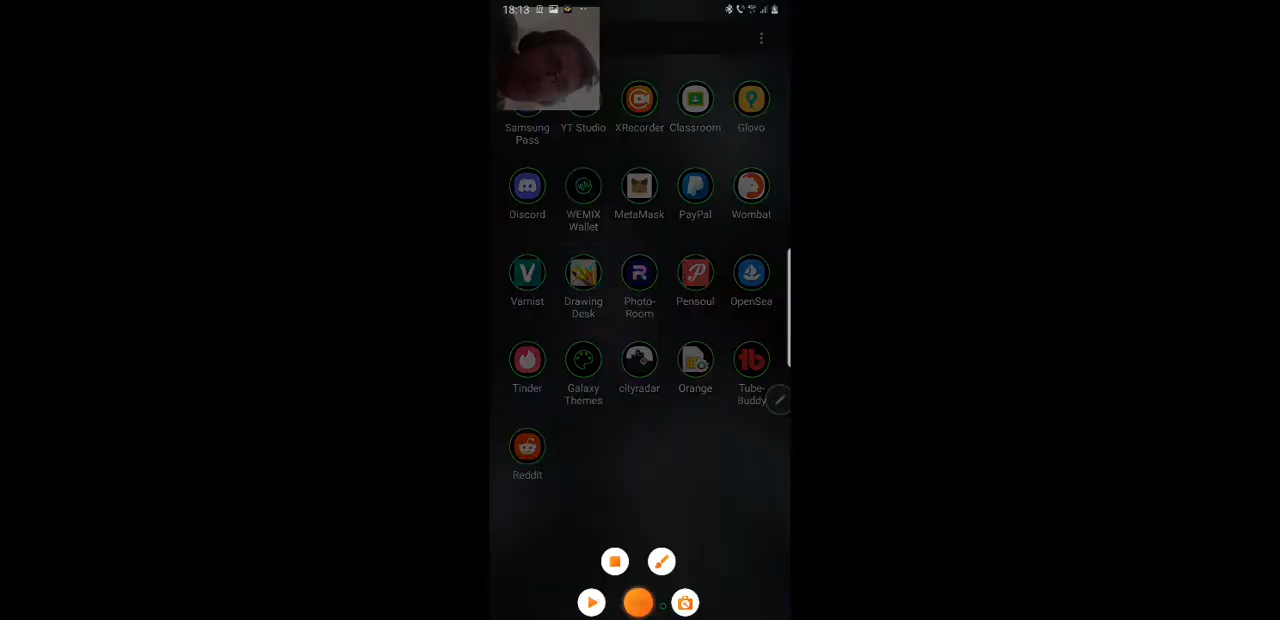 18:13
Samsung Pass YT Studio XRecorder Classroom Glovo
Discord WEMIX Wallet MetaMask PayPal Wombat
Varnist Drawing Desk Photo-Room Pensoul OpenSea
Tinder Galaxy Themes cityradar Orange Tube-Buddy
Reddit